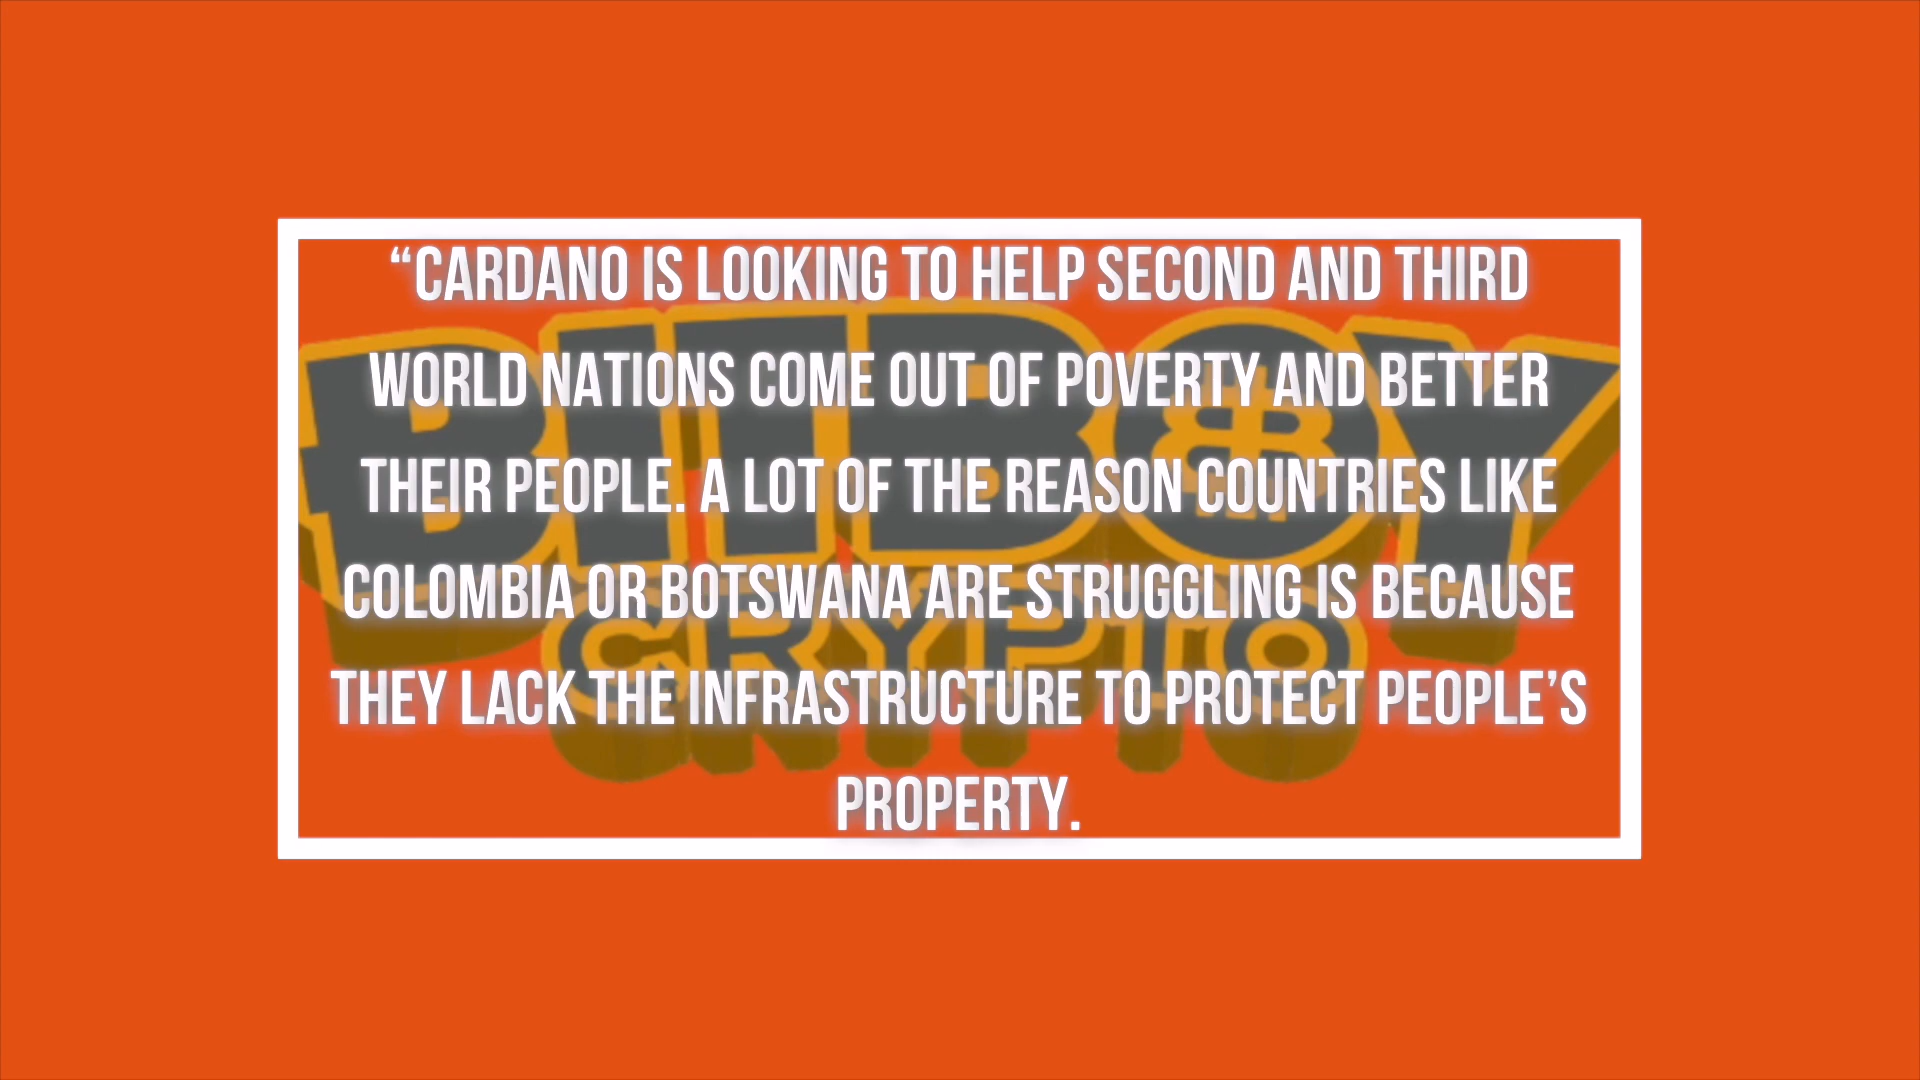 “CARDANO IS LOOKING TO HELP SECOND AND THIRD
WORLD NATIONS COME OUT OF POVERTY AND BETTER
THEIR PEOPLE. A LOT OF THE REASON COUNTRIES LIKE
COLOMBIA OR BOTSWANA ARE STRUGGLING IS BECAUSE
THEY LACK THE INFRASTRUCTURE TO PROTECT PEOPLE’S
PROPERTY.
BITBOY
CRYPTO